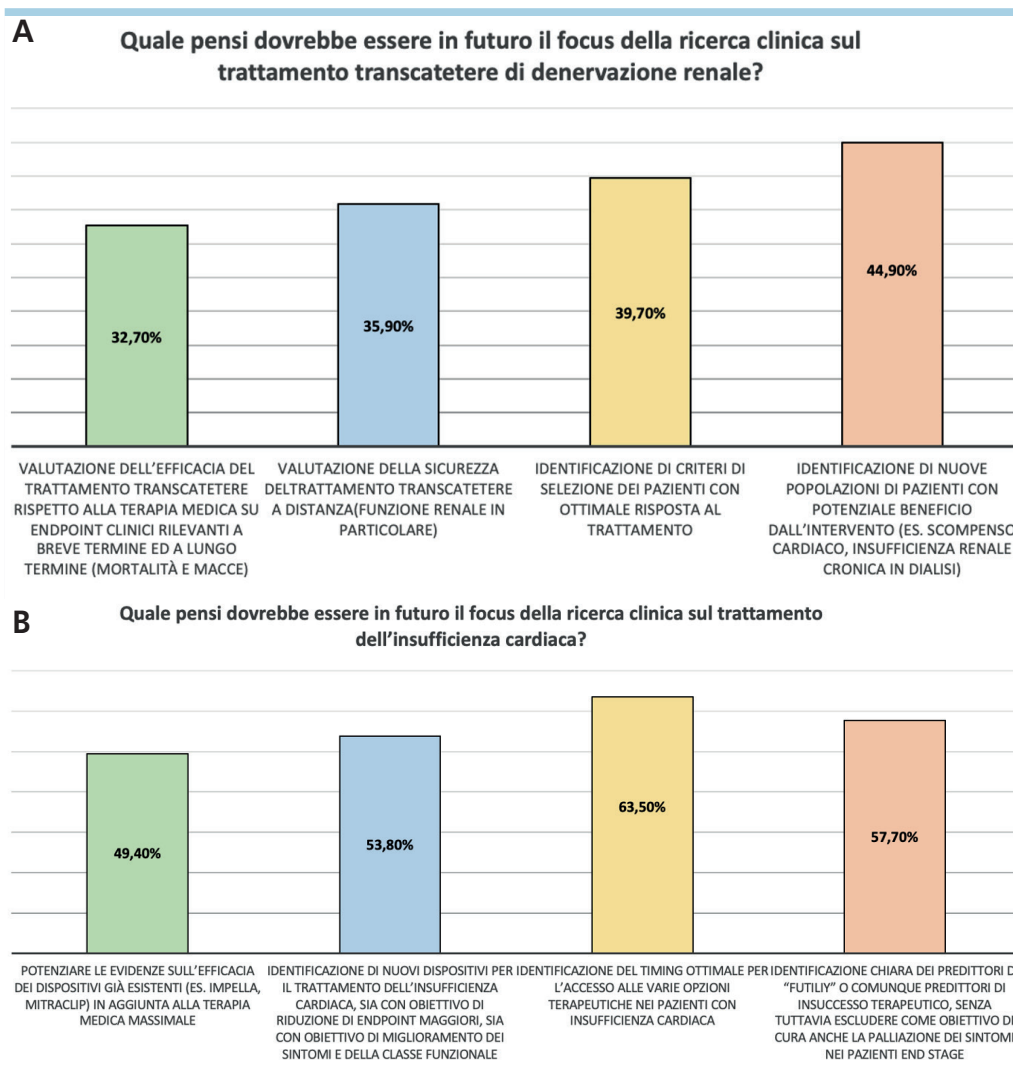 A
Quale pensi dovrebbe essere in futuro il focus della ricerca clinica sul
trattamento transcatetere di denervazione renale?
32,70%
35,90%
39,70%
44,90%
VALUTAZIONE DELL'EFFICACIA DEL
TRATTAMENTO TRANSCATETERE
RISPETTO ALLA TERAPIA MEDICA SU
ENDPOINT CLINICI RILEVANTI A
BREVE TERMINE ED A LUNGO
TERMINE (MORTALITÀ E MACCE)
VALUTAZIONE DELLA SICUREZZA
DELTRATTAMENTO TRANSCATETERE
A DISTANZA(FUNZIONE RENALE IN
PARTICOLARE)
IDENTIFICAZIONE DI CRITERI DI
SELEZIONE DEI PAZIENTI CON
OTTIMALE RISPOSTA AL
TRATTAMENTO
IDENTIFICAZIONE DI NUOVE
POPOLAZIONI DI PAZIENTI CON
POTENZIALE BENEFICIO
DALL'INTERVENTO (ES. SCOMPENSO
CARDIACO, INSUFFICIENZA RENALE
CRONICA IN DIALISI)
B
Quale pensi dovrebbe essere in futuro il focus della ricerca clinica sul trattamento
dell'insufficienza cardiaca?
49,40%
53,80%
63,50%
57,70%
POTENZIARE LE EVIDENZE SULL'EFFICACIA
DEI DISPOSITIVI GIÀ ESISTENTI (ES. IMPELLA,
MITRACLIP) IN AGGIUNTA ALLA TERAPIA
MEDICA MASSIMALE
IDENTIFICAZIONE DI NUOVI DISPOSITIVI PER
IL TRATTAMENTO DELL'INSUFFICIENZA
CARDIACA, SIA CON OBIETTIVO DI
RIDUZIONE DI ENDPOINT MAGGIORI, SIA
CON OBIETTIVO DI MIGLIORAMENTO DEI
SINTOMI E DELLA CLASSE FUNZIONALE
IDENTIFICAZIONE DEL TIMING OTTIMALE PER
L'ACCESSO ALLE VARIE OPZIONI
TERAPEUTICHE NEI PAZIENTI CON
INSUFFICIENZA CARDIACA
IDENTIFICAZIONE CHIARA DEI PREDITTORI
"FUTILIY" O COMUNQUE PREDITTORI DI
INSUCCESSO TERAPEUTICO, SENZA
TUTTAVIA ESCLUDERE COME OBIETTIVO DI
CURA ANCHE LA PALLIAZIONE DEI SINTOMI
NEI PAZIENTI END STAGE